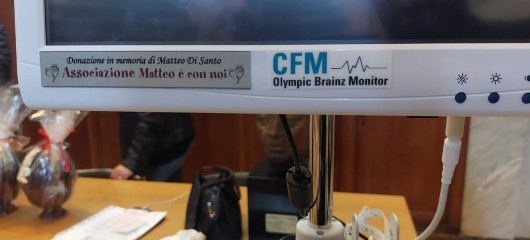 Donazione in memoria di Matteo Di Santo
Associazione Matteo è con noi
CFM
Olympic Brainz Monitor